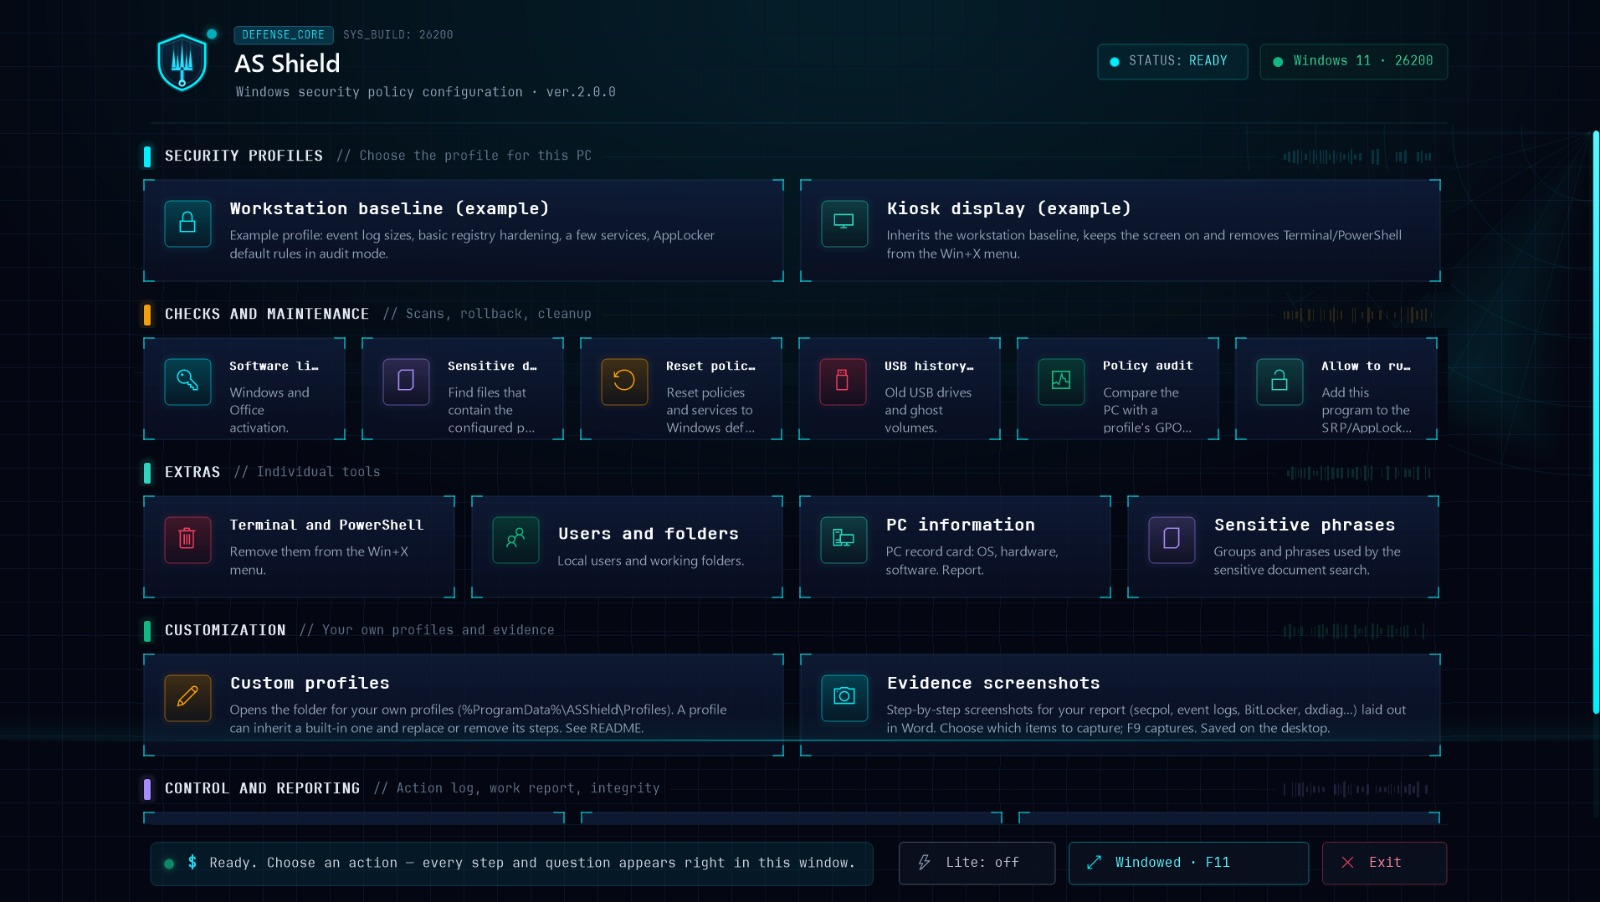 DEFENSE_CORE SYS_BUILD: 26200
AS Shield
Windows security policy configuration · ver.2.0.0
STATUS: READY
Windows 11 · 26200
SECURITY PROFILES // Choose the profile for this PC
Workstation baseline (example)
Example profile: event log sizes, basic registry hardening, a few services, AppLocker
default rules in audit mode.
Kiosk display (example)
Inherits the workstation baseline, keeps the screen on and removes Terminal/PowerShell
from the Win+X menu.
CHECKS AND MAINTENANCE // Scans, rollback, cleanup
Software li…
Windows and
Office
activation.
Sensitive d…
Find files that
contain the
configured p…
Reset polic…
Reset policies
and services to
Windows def…
USB history…
Old USB drives
and ghost
volumes.
Policy audit
Compare the
PC with a
profile's GPO…
Allow to ru…
Add this
program to the
SRP/AppLock…
EXTRAS // Individual tools
Terminal and PowerShell
Remove them from the Win+X
menu.
Users and folders
Local users and working folders.
PC information
PC record card: OS, hardware,
software. Report.
Sensitive phrases
Groups and phrases used by the
sensitive document search.
CUSTOMIZATION // Your own profiles and evidence
Custom profiles
Opens the folder for your own profiles (%ProgramData%\ASShield\Profiles). A profile
can inherit a built-in one and replace or remove its steps. See README.
Evidence screenshots
Step-by-step screenshots for your report (secpol, event logs, BitLocker, dxdiag…) laid out
in Word. Choose which items to capture; F9 captures. Saved on the desktop.
CONTROL AND REPORTING // Action log, work report, integrity
$ Ready. Choose an action — every step and question appears right in this window.
Lite: off
Windowed · F11
Exit